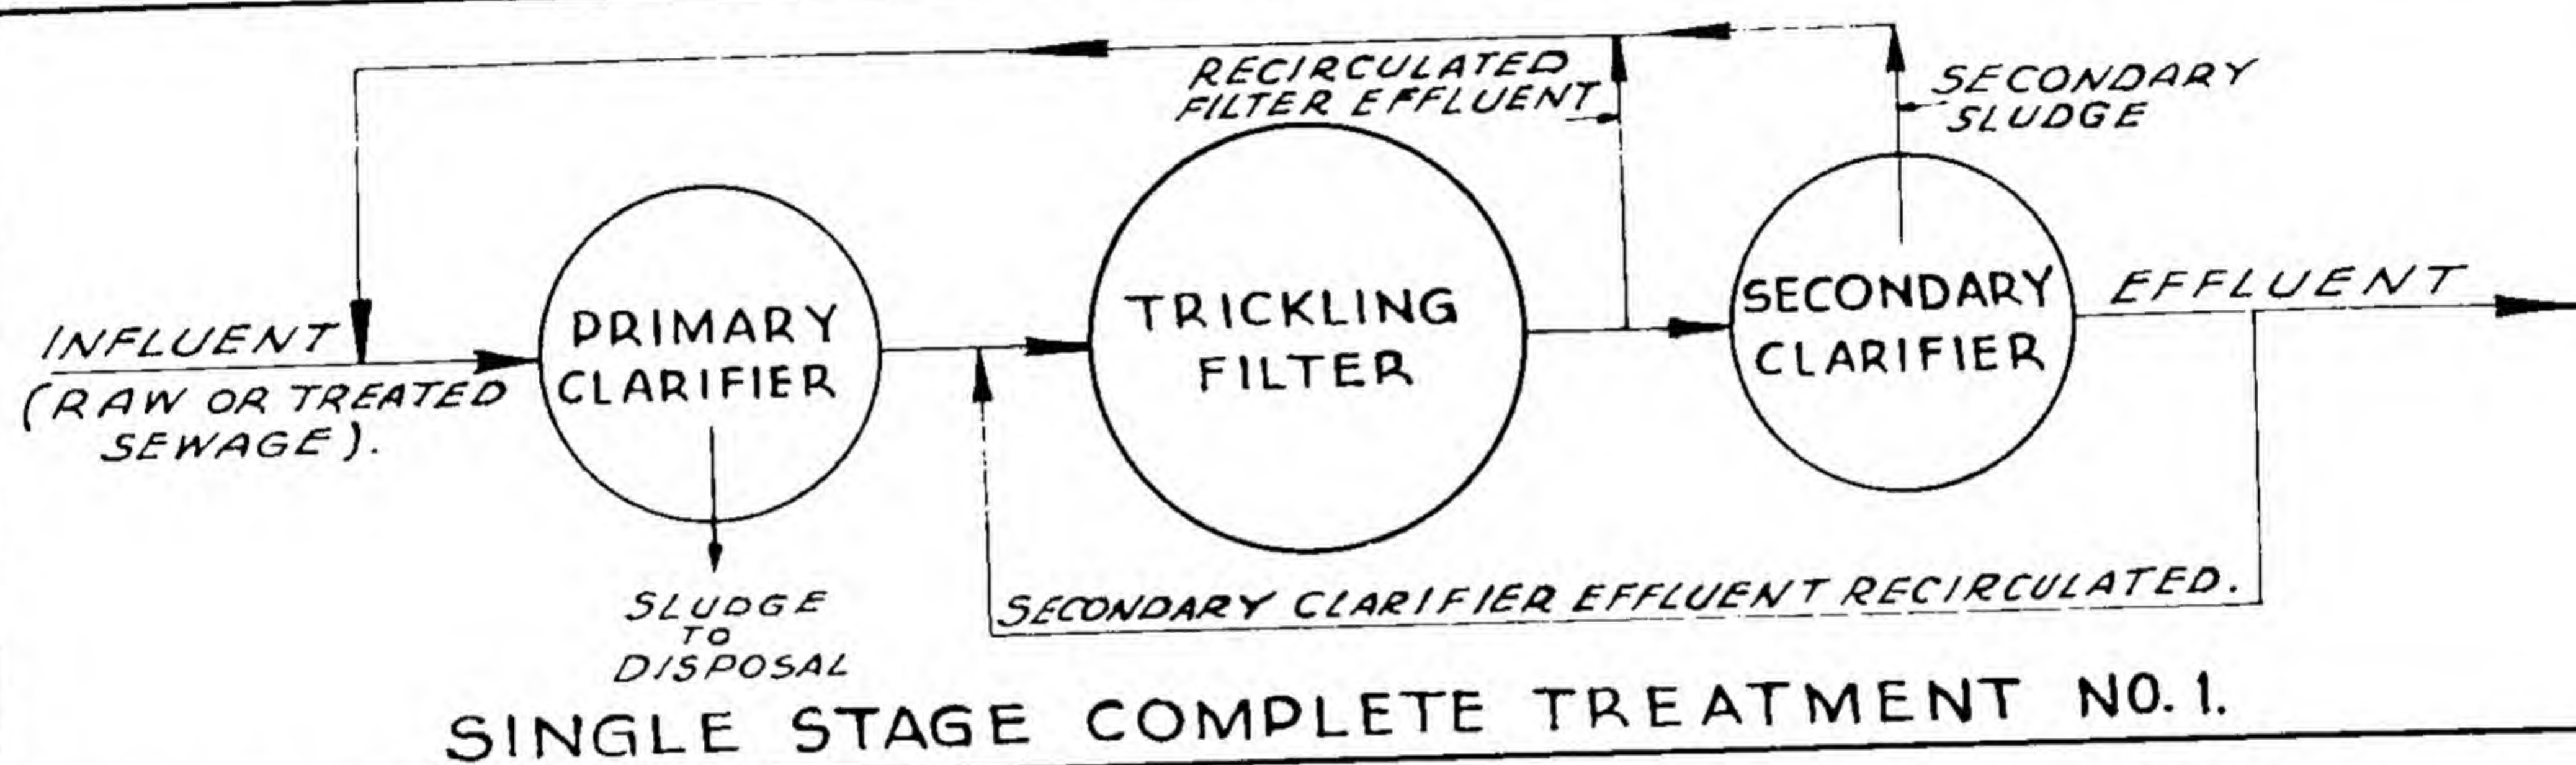 RECIRCULATED
FILTER EFFLUENT
SECONDARY
SLUDGE
INFLUENT
(RAW OR TREATED
SEWAGE).
PRIMARY
CLARIFIER
TRICKLING
FILTER
SECONDARY
CLARIFIER
EFFLUENT
SLUDGE
TO
DISPOSAL
SECONDARY CLARIFIER EFFLUENT RECIRCULATED.
SINGLE STAGE COMPLETE TREATMENT NO. 1.